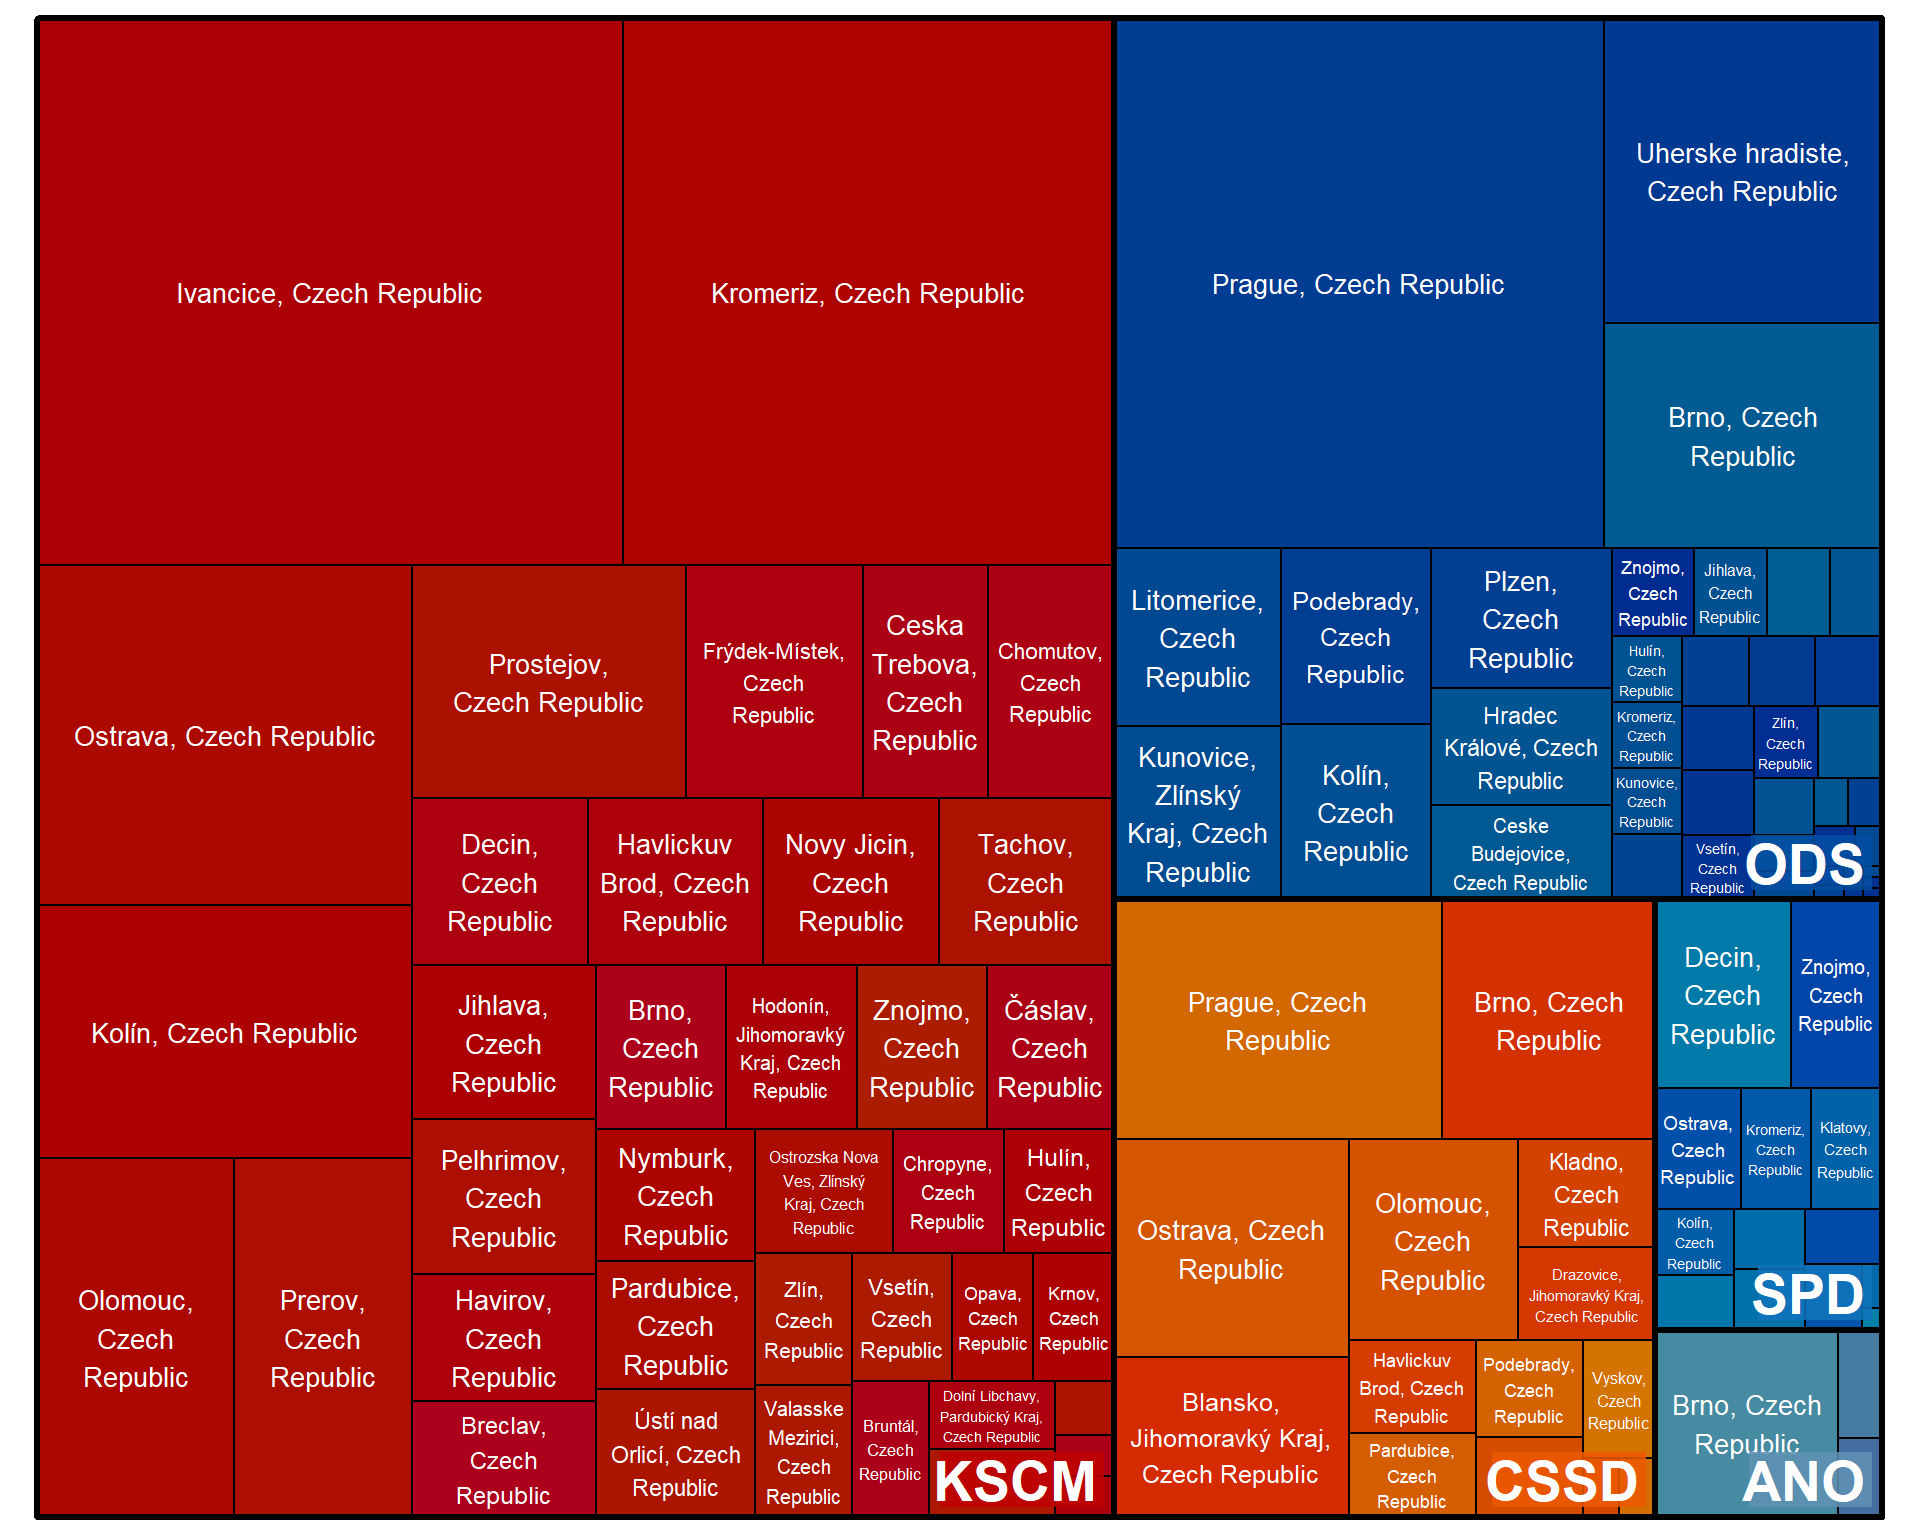 Ivancice, Czech Republic
Kromeriz, Czech Republic
Ostrava, Czech Republic
Prostejov,
Czech Republic
Frýdek-Místek,
Czech
Republic
Ceska
Trebova,
Czech
Republic
Chomutov,
Czech
Republic
Decin,
Czech
Republic
Havlickuv
Brod, Czech
Republic
Novy Jicin,
Czech
Republic
Tachov,
Czech
Republic
Kolín, Czech Republic
Jihlava,
Czech
Republic
Brno,
Czech
Republic
Hodonín,
Jihomoravký
Kraj, Czech
Republic
Znojmo,
Czech
Republic
Čáslav,
Czech
Republic
Olomouc,
Czech
Republic
Prerov,
Czech
Republic
Pelhrimov,
Czech
Republic
Nymburk,
Czech
Republic
Ostrozska Nova
Ves, Zlínský
Kraj, Czech
Republic
Chropyne,
Czech
Republic
Hulín,
Czech
Republic
Havirov,
Czech
Republic
Pardubice,
Czech
Republic
Zlín,
Czech
Republic
Vsetín,
Czech
Republic
Opava,
Czech
Republic
Krnov,
Czech
Republic
Breclav,
Czech
Republic
Ústí nad
Orlicí, Czech
Republic
Valasske
Mezirici,
Czech
Republic
Bruntál,
Czech
Republic
Dolní Libchavy,
Pardubický Kraj,
Czech Republic
KSCM
Prague, Czech Republic
Uherske hradiste,
Czech Republic
Brno, Czech
Republic
Litomerice,
Czech
Republic
Podebrady,
Czech
Republic
Plzen,
Czech
Republic
Znojmo,
Czech
Republic
Jihlava,
Czech
Republic
Hulín,
Czech
Republic
Kunovice,
Zlínský
Kraj, Czech
Republic
Kolín,
Czech
Republic
Hradec
Králové, Czech
Republic
Kromeriz,
Czech
Republic
Zlín,
Czech
Republic
Kunovice,
Czech
Republic
Ceske
Budejovice,
Czech Republic
Vsetín,
Czech
Republic
ODS
Prague, Czech
Republic
Brno, Czech
Republic
Ostrava, Czech
Republic
Olomouc,
Czech
Republic
Kladno,
Czech
Republic
Drazovice,
Jihomoravký Kraj,
Czech Republic
Blansko,
Jihomoravký Kraj,
Czech Republic
Havlickuv
Brod, Czech
Republic
Podebrady,
Czech
Republic
Vyskov,
Czech
Republic
Pardubice,
Czech
Republic
CSSD
Decin,
Czech
Republic
Znojmo,
Czech
Republic
Ostrava,
Czech
Republic
Kromeriz,
Czech
Republic
Klatovy,
Czech
Republic
Kolín,
Czech
Republic
SPD
Brno, Czech
Republic
ANO